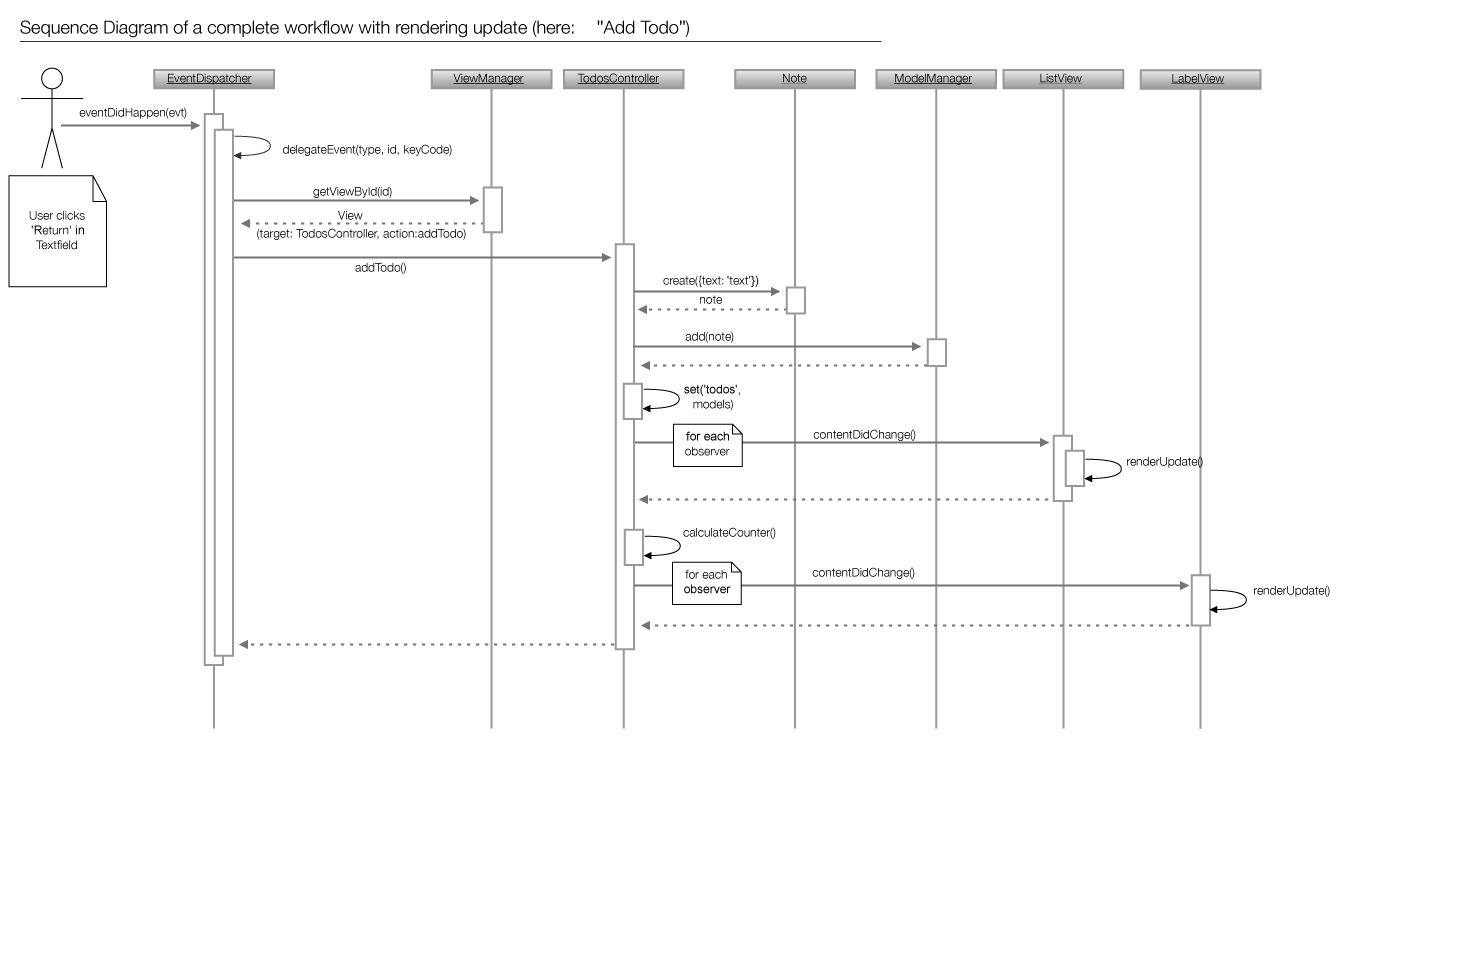 Sequence Diagram of a complete workflow with rendering update (here: "Add Todo")
EventDispatcher
ViewManager
TodosController
Note
ModelManager
ListView
LabelView
eventDidHappen(evt)
delegateEvent(type, id, keyCode)
getViewById(id)
View
(target: TodosController, action:addTodo)
User clicks
'Return' in
Textfield
addTodo()
create({text: 'text'})
note
add(note)
set('todos',
models)
for each
observer
contentDidChange()
renderUpdate()
calculateCounter()
for each
observer
contentDidChange()
renderUpdate()